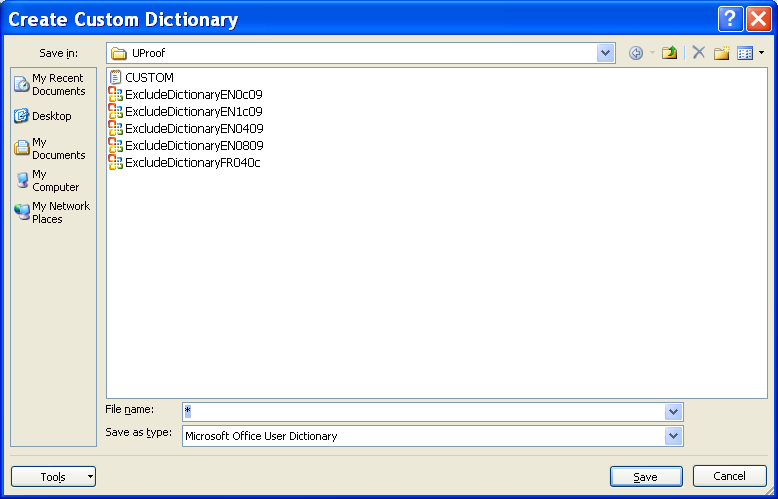 Create Custom Dictionary
Save in:
UProof
My Recent
Documents
Desktop
My
Documents
My
Computer
My Network
Places
CUSTOM
ExcludeDictionaryEN0c09
ExcludeDictionaryEN1c09
ExcludeDictionaryEN0409
ExcludeDictionaryEN0809
ExcludeDictionaryFR040c
File name:
*
Save as type:
Microsoft Office User Dictionary
Tools
Save
Cancel